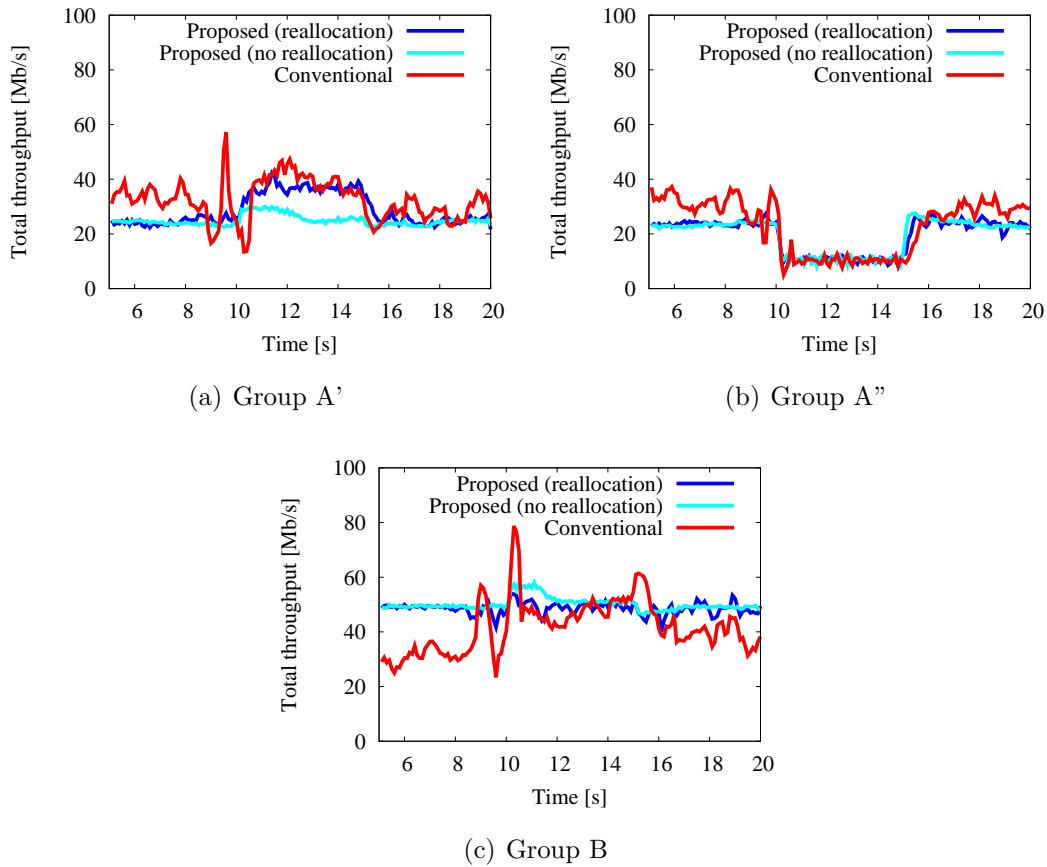 100
80
60
40
20
0
Total throughput [Mb/s]
Proposed (reallocation)
Proposed (no reallocation)
Conventional
6 8 10 12 14 16 18 20
Time [s]
(a) Group A'
100
80
60
40
20
0
Total throughput [Mb/s]
Proposed (reallocation)
Proposed (no reallocation)
Conventional
6 8 10 12 14 16 18 20
Time [s]
(b) Group A”
100
80
60
40
20
0
Total throughput [Mb/s]
Proposed (reallocation)
Proposed (no reallocation)
Conventional
6 8 10 12 14 16 18 20
Time [s]
(c) Group B